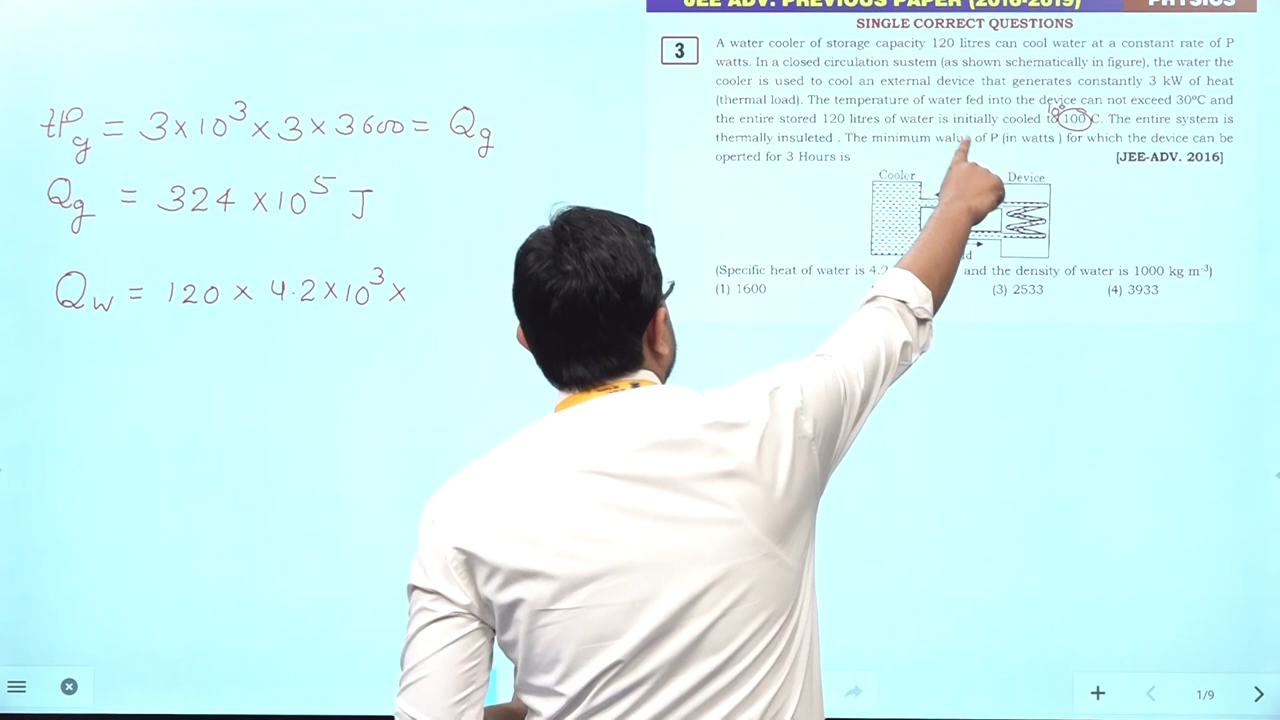 JEE ADV. PREVIOUS PAPER (2016-2019) PHYSICS
SINGLE CORRECT QUESTIONS
3
A water cooler of storage capacity 120 litres can cool water at a constant rate of P
watts. In a closed circulation sustem (as shown schematically in figure), the water the
cooler is used to cool an external device that generates constantly 3 kW of heat
(thermal load). The temperature of water fed into the device can not exceed 30°C and
the entire stored 120 litres of water is initially cooled to 100C. The entire system is
thermally insuleted . The minimum walue of P (in watts ) for which the device can be
operted for 3 Hours is [JEE-ADV. 2016]
Cooler Device
(Specific heat of water is 4.2 and the density of water is 1000 kg m⁻³)
(1) 1600 (3) 2533 (4) 3933
tPg = 3×10³×3×3600 = Qg
Qg = 324 ×10⁵ J
Qw = 120 × 4.2×10³×
1/9